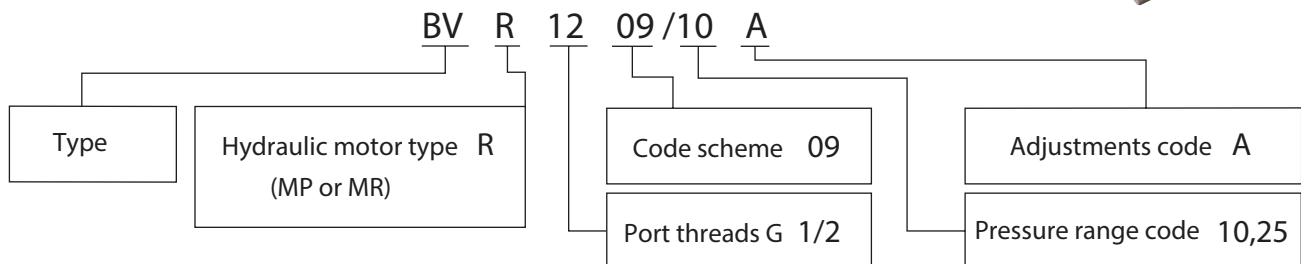 BV R 12 09/10 A
Type
Hydraulic motor type R
(MP or MR)
Code scheme 09
Adjustments code A
Port threads G 1/2
Pressure range code 10,25